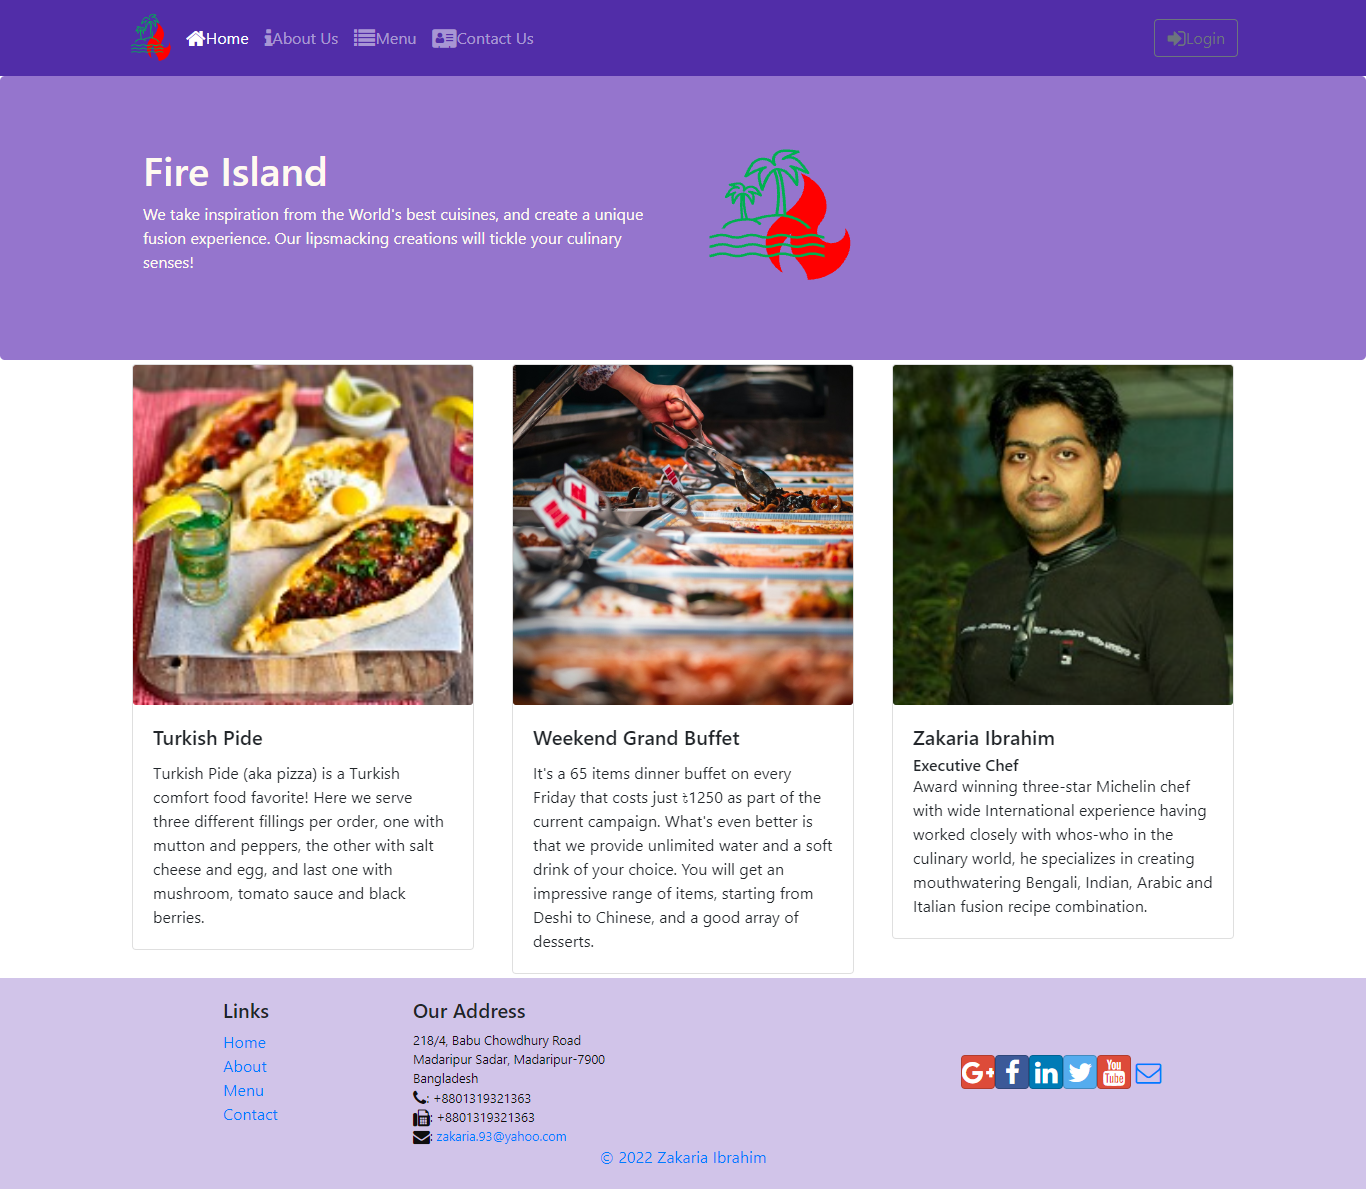 Home About Us Menu Contact Us Login
Fire Island
We take inspiration from the World's best cuisines, and create a unique
fusion experience. Our lipsmacking creations will tickle your culinary
senses!
Turkish Pide
Turkish Pide (aka pizza) is a Turkish
comfort food favorite! Here we serve
three different fillings per order, one with
mutton and peppers, the other with salt
cheese and egg, and last one with
mushroom, tomato sauce and black
berries.
Weekend Grand Buffet
It's a 65 items dinner buffet on every
Friday that costs just ৳1250 as part of the
current campaign. What's even better is
that we provide unlimited water and a soft
drink of your choice. You will get an
impressive range of items, starting from
Deshi to Chinese, and a good array of
desserts.
Zakaria Ibrahim
Executive Chef
Award winning three-star Michelin chef
with wide International experience having
worked closely with whos-who in the
culinary world, he specializes in creating
mouthwatering Bengali, Indian, Arabic and
Italian fusion recipe combination.
Links
Home
About
Menu
Contact
Our Address
218/4, Babu Chowdhury Road
Madaripur Sadar, Madaripur-7900
Bangladesh
: +8801319321363
: +8801319321363
: zakaria.93@yahoo.com
G+ f in You Tube
© 2022 Zakaria Ibrahim